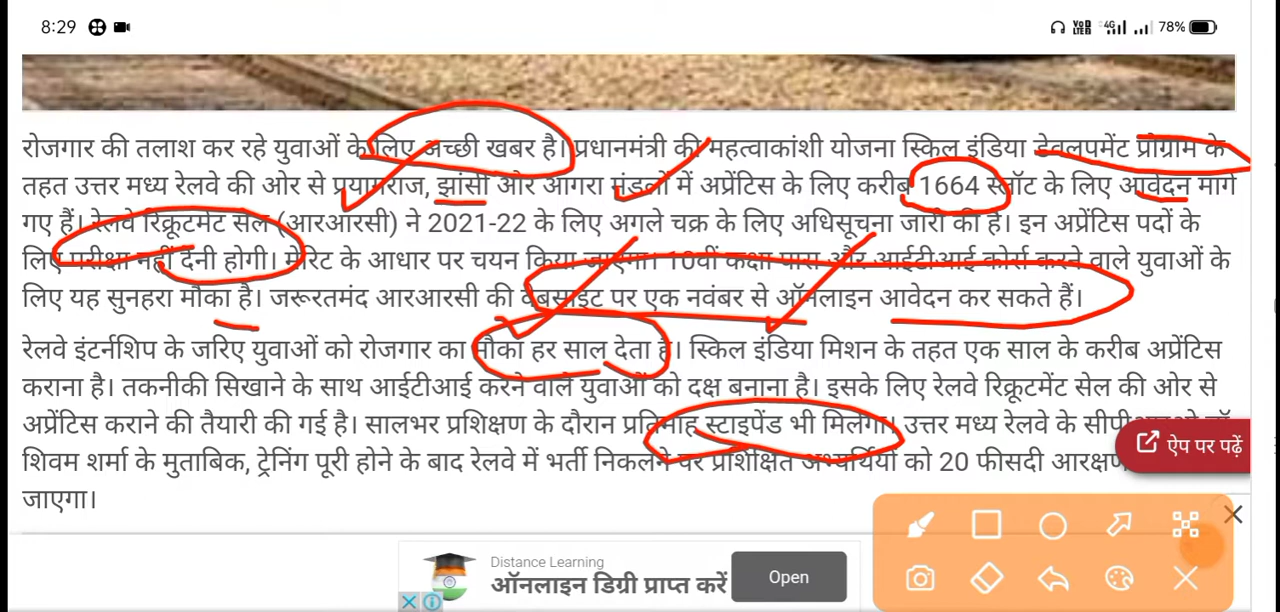 8:29 VoD LTE 4G 78%
रोजगार की तलाश कर रहे युवाओं के लिए अच्छी खबर है। प्रधानमंत्री की महत्वाकांशी योजना स्किल इंडिया डेवलपमेंट प्रोग्राम के
तहत उत्तर मध्य रेलवे की ओर से प्रयागराज, झांसी और आगरा मंडलों में अप्रेंटिस के लिए करीब 1664 स्लॉट के लिए आवेदन मांगे
गए हैं। रेलवे रिक्रूटमेंट सेल (आरआरसी) ने 2021-22 के लिए अगले चक्र के लिए अधिसूचना जारी की है। इन अप्रेंटिस पदों के
लिए परीक्षा नहीं देनी होगी। मेरिट के आधार पर चयन किया जाएगा। 10वीं कक्षा पास और आईटीआई कोर्स करने वाले युवाओं के
लिए यह सुनहरा मौका है। जरूरतमंद आरआरसी की वेबसाइट पर एक नवंबर से ऑनलाइन आवेदन कर सकते हैं।
रेलवे इंटर्नशिप के जरिए युवाओं को रोजगार का मौका हर साल देता है। स्किल इंडिया मिशन के तहत एक साल के करीब अप्रेंटिस
कराना है। तकनीकी सिखाने के साथ आईटीआई करने वाले युवाओं को दक्ष बनाना है। इसके लिए रेलवे रिक्रूटमेंट सेल की ओर से
अप्रेंटिस कराने की तैयारी की गई है। सालभर प्रशिक्षण के दौरान प्रतिमाह स्टाइपेंड भी मिलेगा। उत्तर मध्य रेलवे के
शिवम शर्मा के मुताबिक, ट्रेनिंग पूरी होने के बाद रेलवे में भर्ती निकलने पर प्रशिक्षित अभ्यर्थियों को 20 फीसदी आरक्षण
जाएगा।
ऐप पर पढ़ें
Distance Learning
ऑनलाइन डिग्री प्राप्त करें
Open